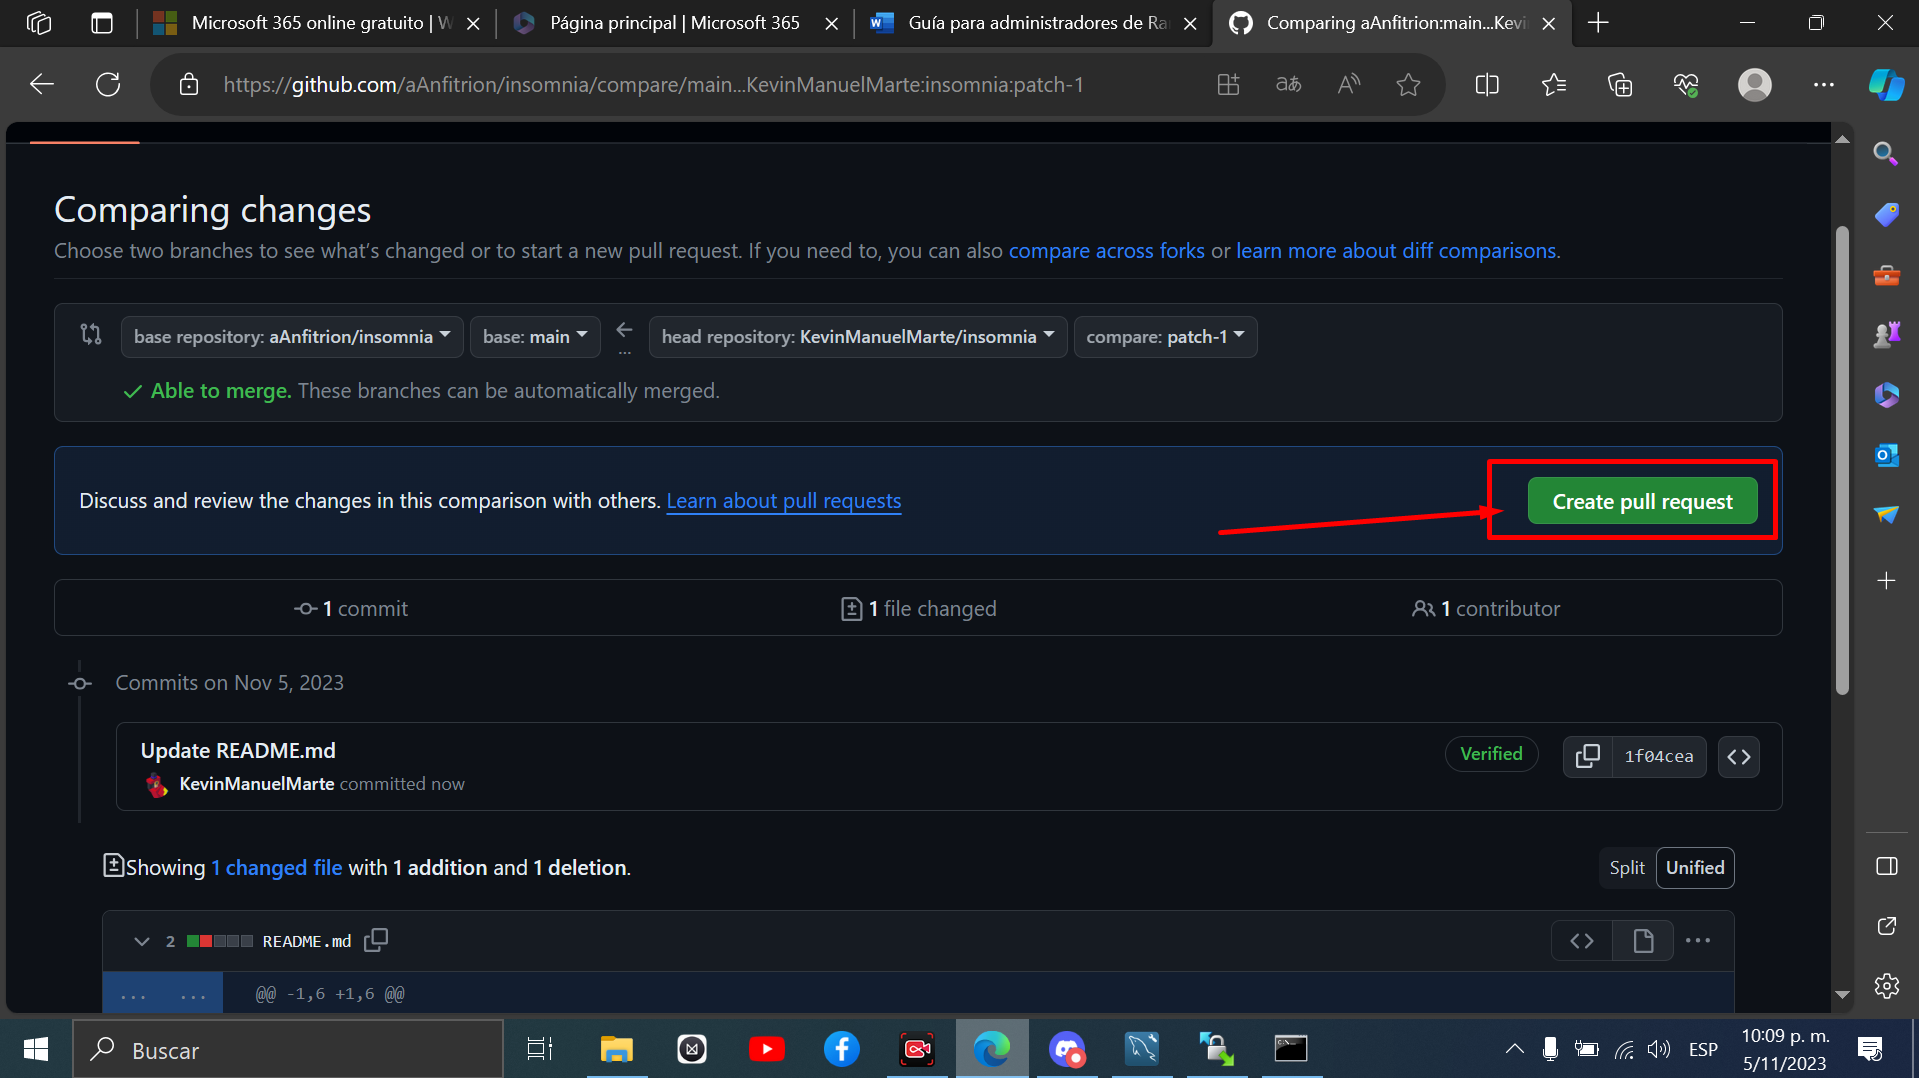 Microsoft 365 online gratuito | W
Página principal | Microsoft 365
Guía para administradores de Ra
Comparing aAnfitrion:main...Kevi
https://github.com/aAnfitrion/insomnia/compare/main...KevinManuelMarte:insomnia:patch-1
Comparing changes
Choose two branches to see what's changed or to start a new pull request. If you need to, you can also compare across forks or learn more about diff comparisons.
base repository: aAnfitrion/insomnia base: main ... head repository: KevinManuelMarte/insomnia compare: patch-1
Able to merge. These branches can be automatically merged.
Discuss and review the changes in this comparison with others. Learn about pull requests
Create pull request
1 commit
1 file changed
1 contributor
Commits on Nov 5, 2023
Update README.md
KevinManuelMarte committed now
Verified
1f04cea
Showing 1 changed file with 1 addition and 1 deletion.
Split Unified
2 README.md
... ... @@ -1,6 +1,6 @@
Buscar
ESP
10:09 p. m.
5/11/2023